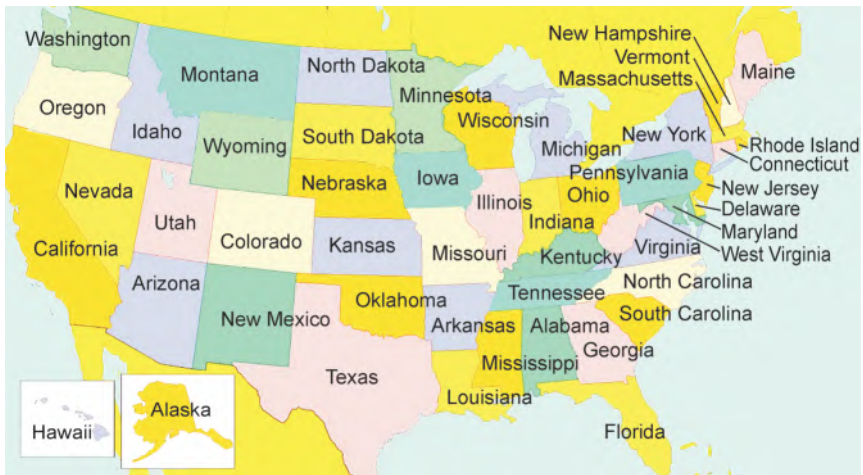 New Hampshire
Washington
Vermont
Montana
North Dakota
Massachusetts
Maine
Minnesota
Oregon
Idaho
Wisconsin
New York
South Dakota
Wyoming
Michigan
Rhode Island
Connecticut
Pennsylvania
Nevada
Nebraska
Iowa
Ohio
New Jersey
Utah
Illinois
Indiana
Delaware
California
Colorado
Kansas
Missouri
Maryland
Virginia
West Virginia
Kentucky
Arizona
North Carolina
Tennessee
Oklahoma
New Mexico
Arkansas
Alabama
South Carolina
Georgia
Mississippi
Texas
Louisiana
Alaska
Hawaii
Florida